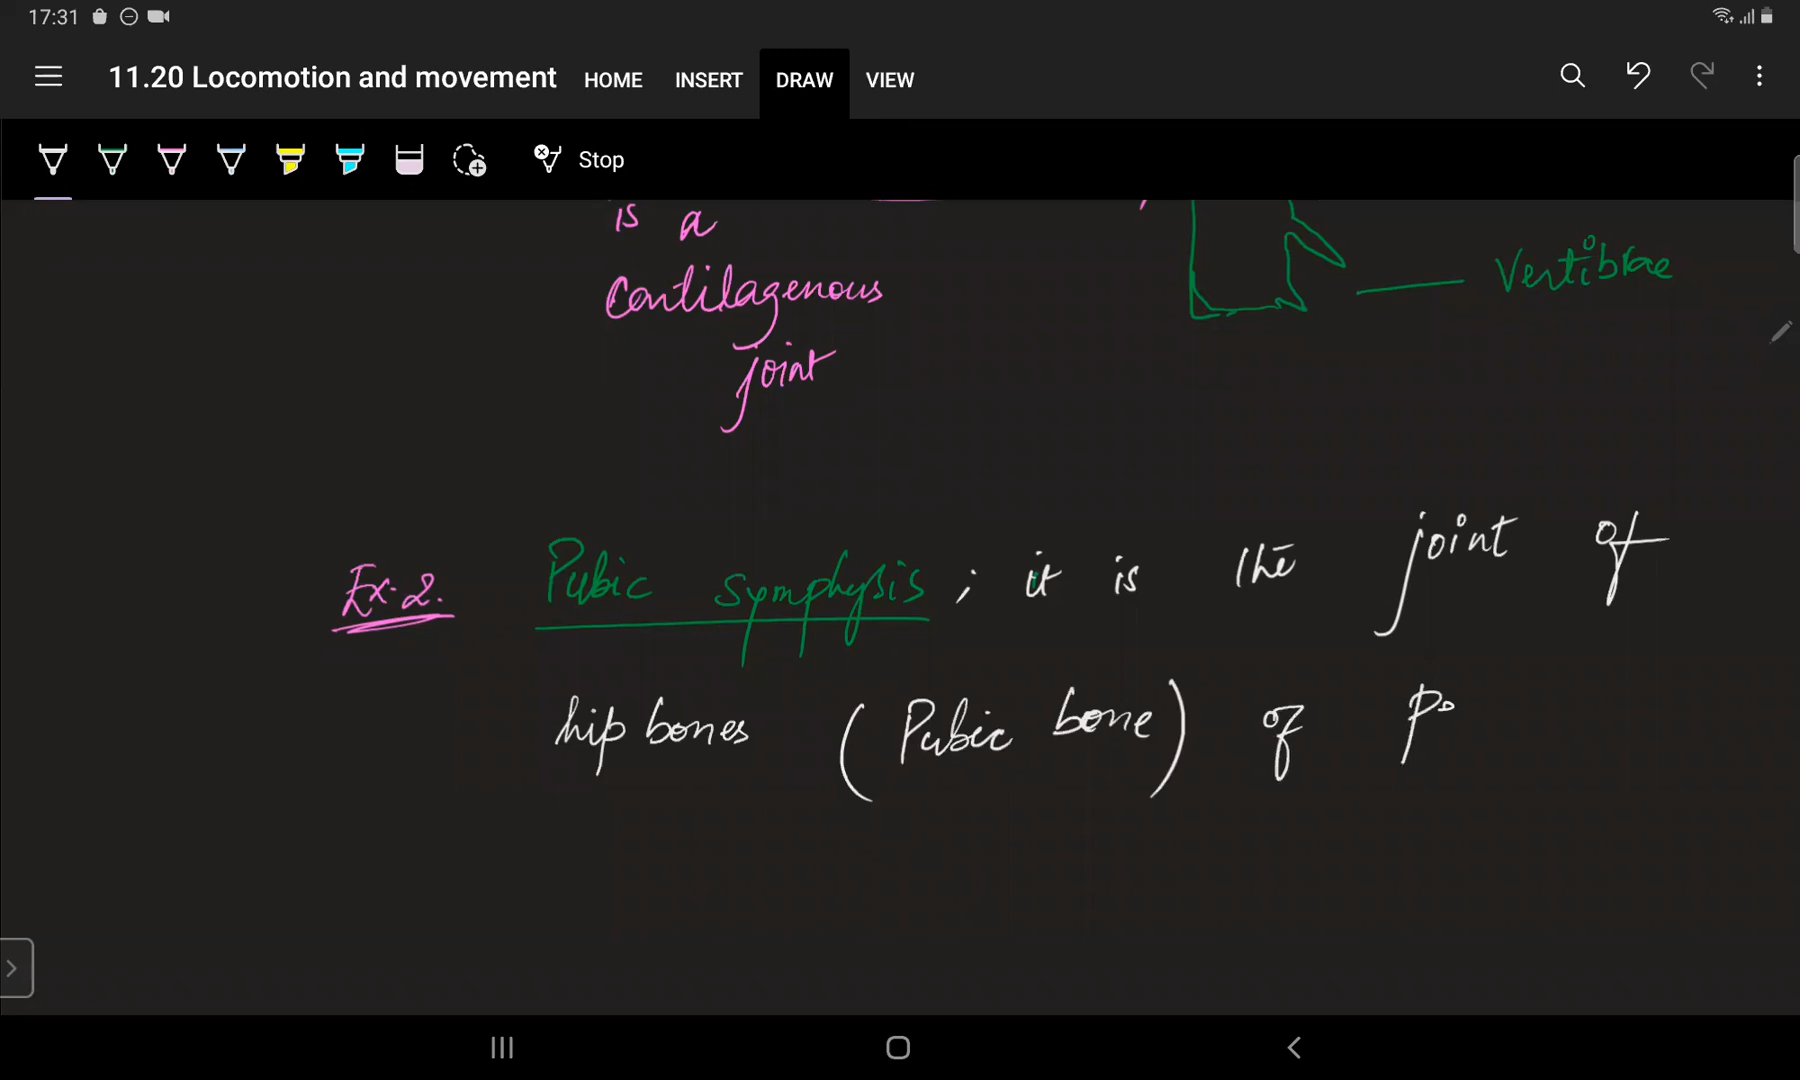 17:31
11.20 Locomotion and movement HOME INSERT DRAW VIEW
Stop
is a
Cartilagenous
joint
Vertibrae
Ex-2. Pubic symphysis ; it is the joint of
hip bones (Pubic bone) of